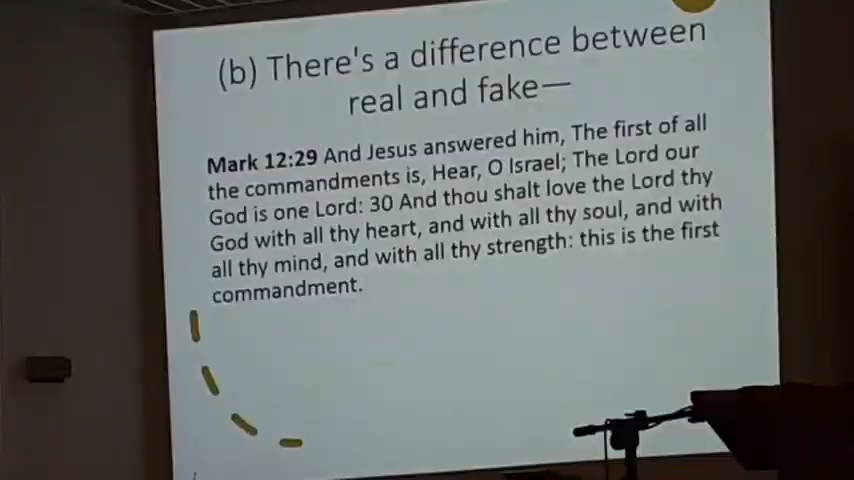 (b) There's a difference between
real and fake—
Mark 12:29 And Jesus answered him, The first of all
the commandments is, Hear, O Israel; The Lord our
God is one Lord: 30 And thou shalt love the Lord thy
God with all thy heart, and with all thy soul, and with
all thy mind, and with all thy strength: this is the first
commandment.